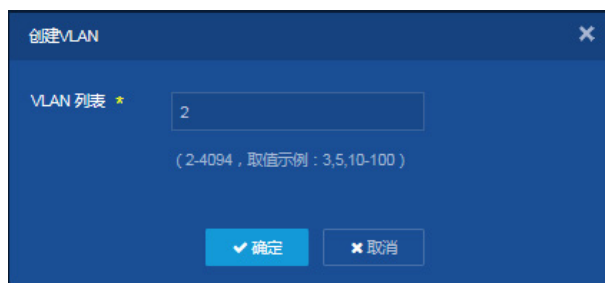 创建VLAN
VLAN 列表 *
2
（2-4094，取值示例：3,5,10-100）
确定
取消